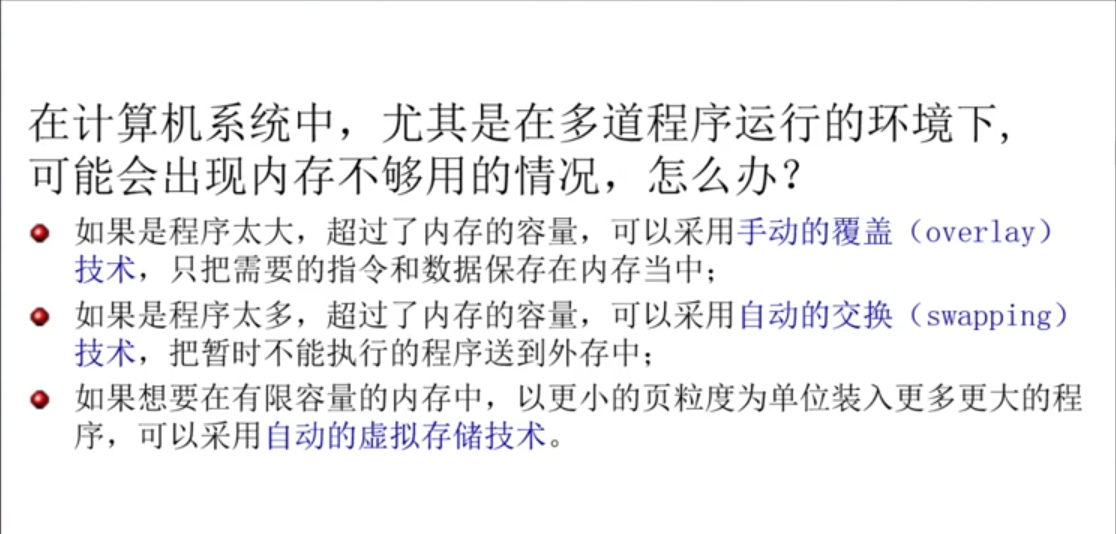 在计算机系统中，尤其是在多道程序运行的环境下,
可能会出现内存不够用的情况，怎么办？
如果是程序太大，超过了内存的容量，可以采用手动的覆盖（overlay）
技术，只把需要的指令和数据保存在内存当中；
如果是程序太多，超过了内存的容量，可以采用自动的交换（swapping）
技术，把暂时不能执行的程序送到外存中；
如果想要在有限容量的内存中，以更小的页粒度为单位装入更多更大的程
序，可以采用自动的虚拟存储技术。